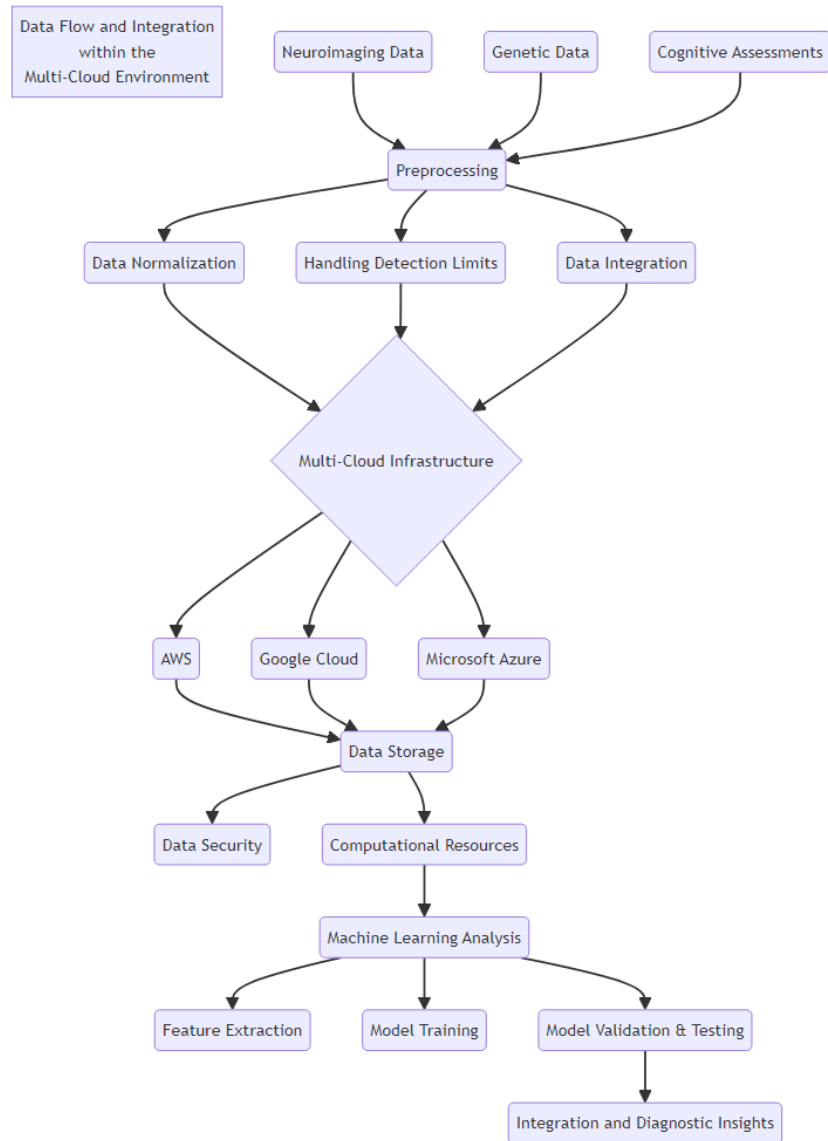 Data Flow and Integration
within the
Multi-Cloud Environment
Neuroimaging Data
Genetic Data
Cognitive Assessments
Preprocessing
Data Normalization
Handling Detection Limits
Data Integration
Multi-Cloud Infrastructure
AWS
Google Cloud
Microsoft Azure
Data Storage
Data Security
Computational Resources
Machine Learning Analysis
Feature Extraction
Model Training
Model Validation & Testing
Integration and Diagnostic Insights